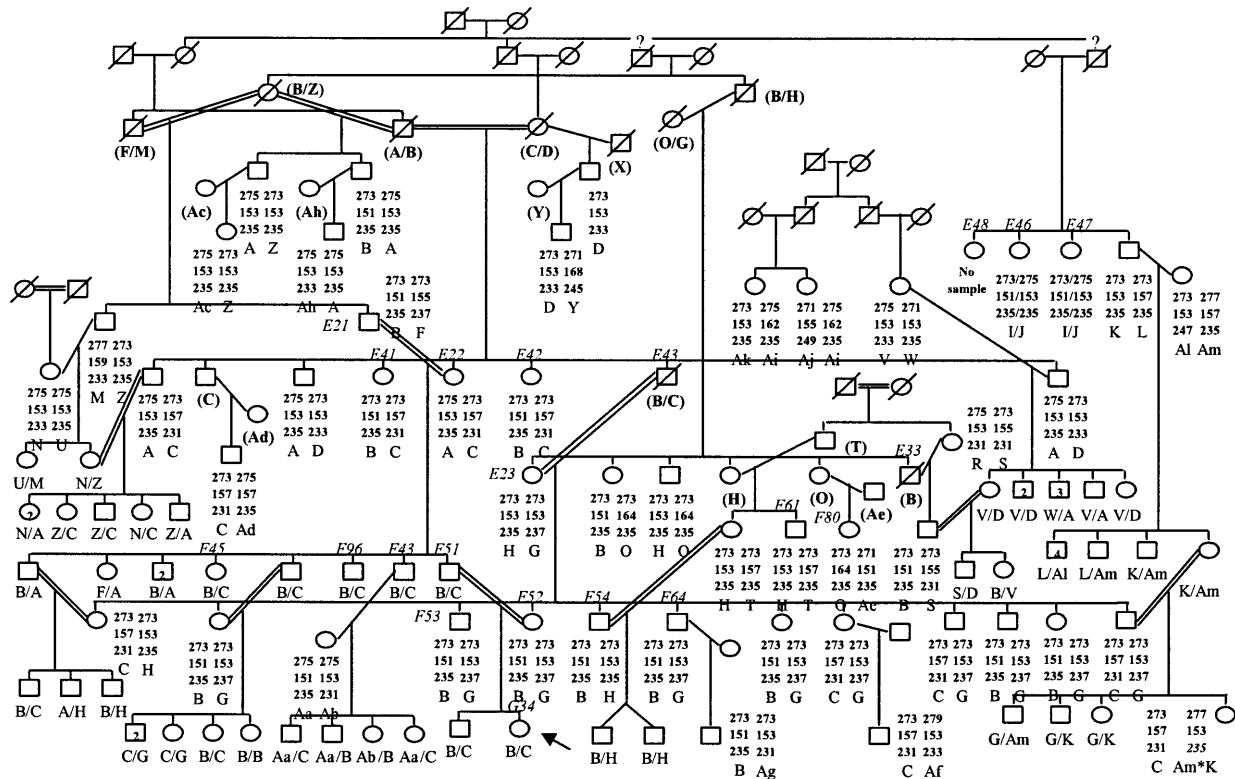 ? ?
(B/Z) (B/H)
(F/M) (A/B) (C/D) (O/G)
(X)
(Ac) 275 273 (Ah) 273 275 (Y) 273
153 153 151 153 153
235 235 235 235 233
A Z B A D
275 273 275 275 273 271
153 153 153 153 153 168
235 235 233 235 233 245
Ac Z Ah A D Y
E48 E46 E47
No sample
273/275 273/275 273 273
151/153 151/153 153 157
235/235 235/235 235 235
I/J I/J K L
273 277
153 157
247 235
Al Am
273 275 271 275 275 271
153 162 155 162 153 153
235 235 249 235 233 235
Ak Ai Aj Ai V W
E21
273 273
151 155
235 237
B F
277 273
159 153
233 235
M Z
275 275
153 153
233 235
N U
E41 E22 E42 E43
275 273 (C) 275 273 273 273 275 273 273 273 (B/C) 275 273
153 157 153 153 151 157 153 157 151 157 153 153
235 231 235 233 235 231 235 231 235 231 235 233
A C (Ad) A D B C A C B C A D
U/M N/Z
273 275
157 157
231 235
C Ad
2
N/A Z/C Z/C N/C Z/A
(T)
275 273
153 155
231 231
R S
E23 (H) (O) E33 (B)
(Ae)
273 273 273 273 273 273
153 153 151 164 153 164
235 237 235 235 235 235
H G B O H O
F61 F80
273 273 273 273 273 271 273 273
153 157 153 157 164 151 151 155
235 235 235 235 235 235 235 231
H T H T O Ae B S
2 3
V/D V/D W/A V/A V/D
S/D B/V
4
L/Al L/Am K/Am K/Am
F45 F96 F43 F51
2
B/A F/A B/A B/C B/C B/C B/C B/C
F53 F52 F54 F64
273 273
157 153
231 235
C H
273 273
151 153
235 237
B G
275 275
153 153
235 231
Aa Ab
273 273 273 273 273 273 273 273 273 273 273 273
151 153 151 153 151 153 151 153 151 153 157 153
235 237 235 237 235 235 235 237 235 237 231 237
B G B G B H B G B G C G
273 273 273 273 273 273 273 273
157 153 151 153 151 153 157 153
231 237 235 237 235 237 231 237
C G B G B G C G
B/C A/H B/H
2
C/G C/G B/C B/B
Aa/C Aa/B Ab/B Aa/C
G34
B/C B/C
B/H B/H
273 273
151 153
235 231
B Ag
273 279
157 153
231 233
C Af
G/Am G/K G/K
273 277
157 153
231 235
C Am*K